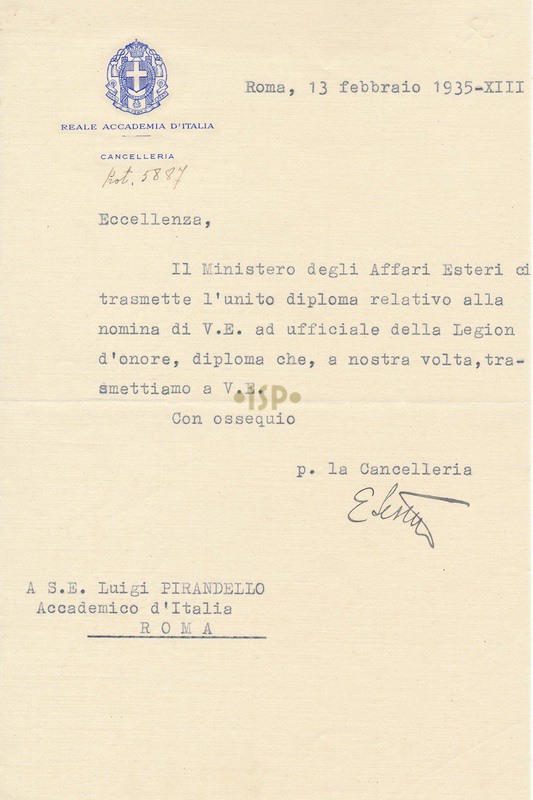 Roma, 13 febbraio 1935-XIII
REALE ACCADEMIA D'ITALIA
CANCELLERIA
Prot. 5887
Eccellenza,
Il Ministero degli Affari Esteri ci
trasmette l'unito diploma relativo alla
nomina di V.E. ad ufficiale della Legion
d'onore, diploma che, a nostra volta,tra-
smettiamo a V.E.
•ISP•
Con ossequio
p. la Cancelleria
A S.E. Luigi PIRANDELLO
Accademico d'Italia
R O M A